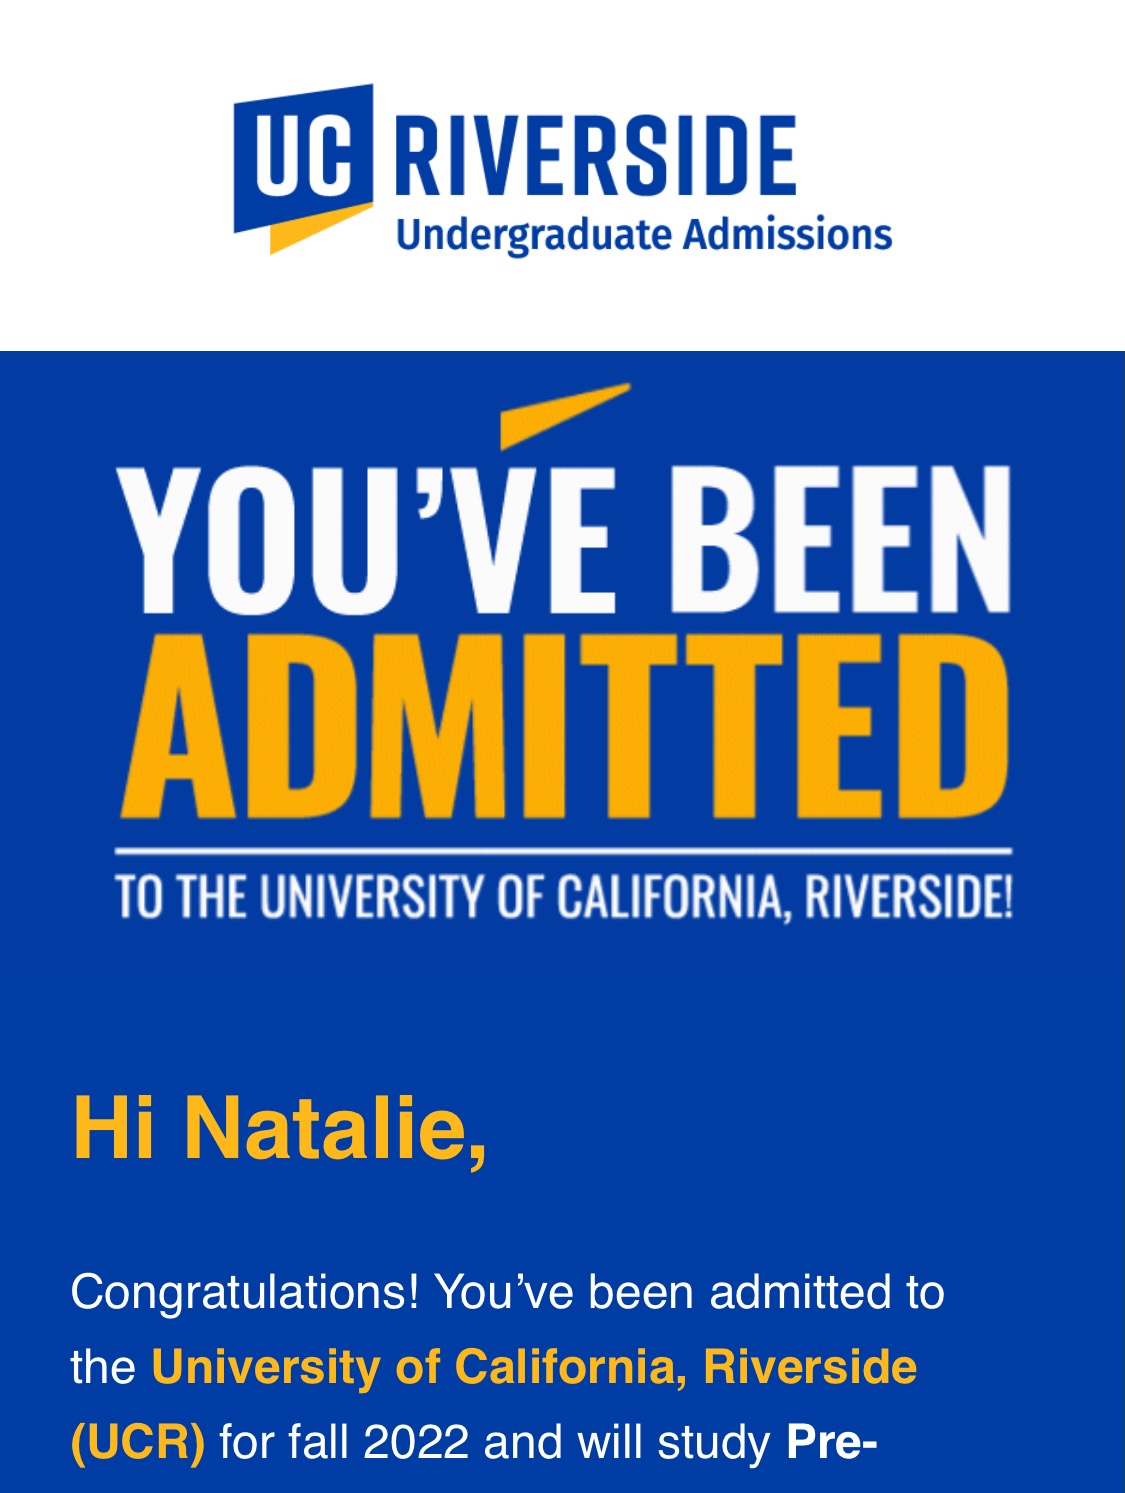 UC RIVERSIDE
Undergraduate Admissions
YOU’VE BEEN
ADMITTED
TO THE UNIVERSITY OF CALIFORNIA, RIVERSIDE!
Hi Natalie,
Congratulations! You’ve been admitted to
the University of California, Riverside
(UCR) for fall 2022 and will study Pre-